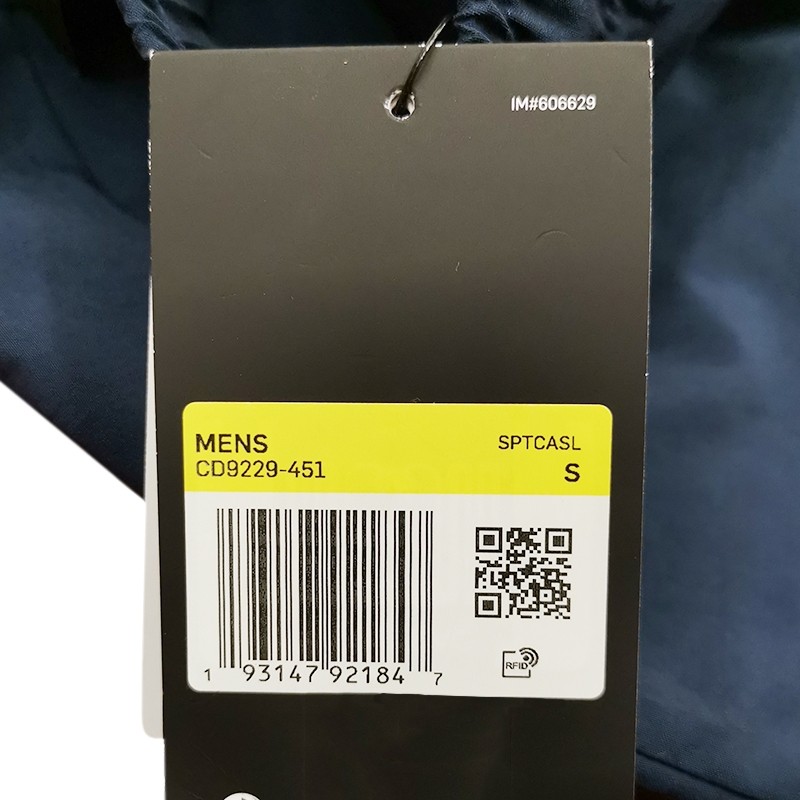 IM#606629
MENS
SPTCASL
CD9229-451
S
1 93147 92184 7
RFID